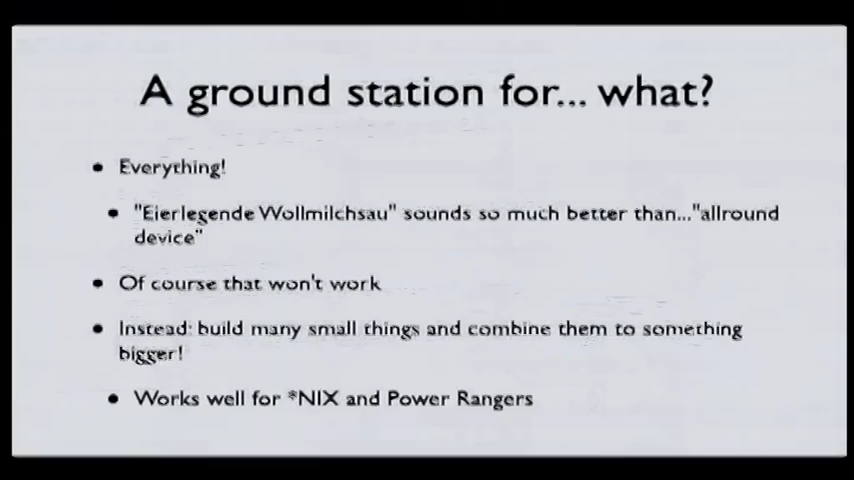 A ground station for... what?
Everything!
"Eierlegende Wollmilchsau" sounds so much better than..."allround
device"
Of course that won't work
Instead: build many small things and combine them to something
bigger!
Works well for *NIX and Power Rangers